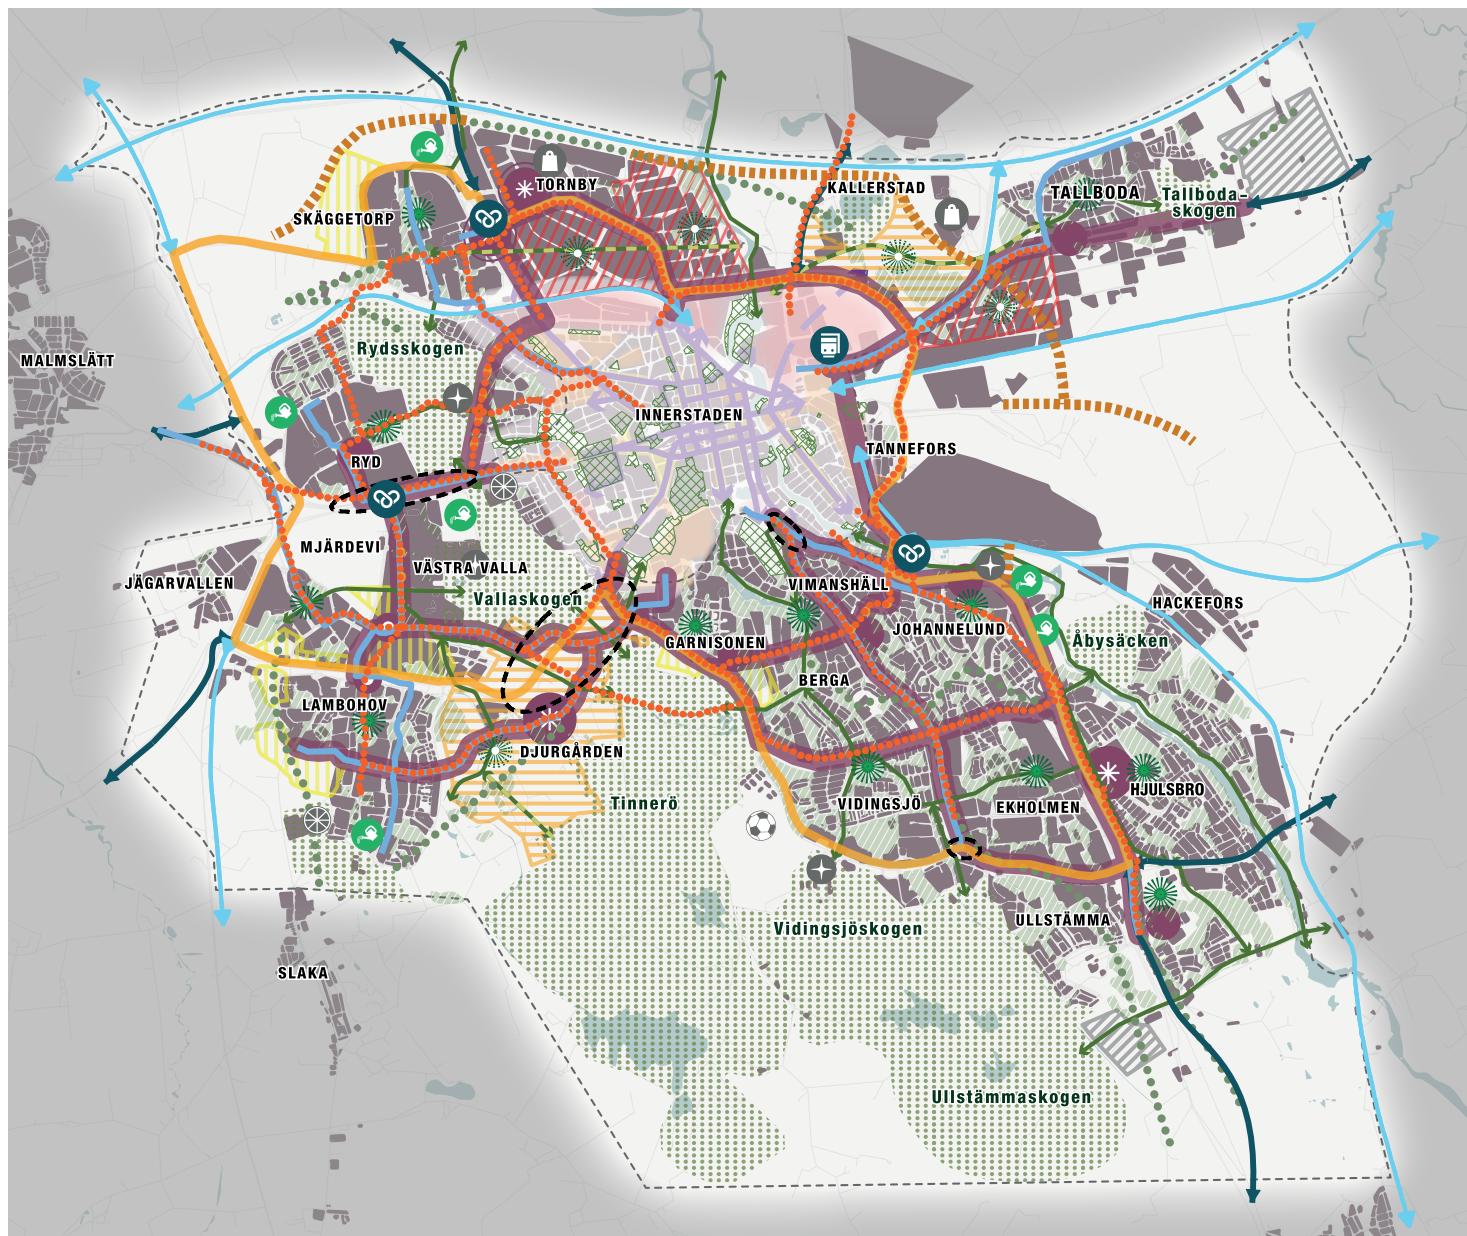 TORNBY
KALLERSTAD
TALLBODA
Tallboda-
skogen
SKÄGGETORP
MALMSLÄTT
Rydsskogen
INNERSTADEN
TANNEFORS
RYD
MJÄRDEVI
VÄSTRA VALLA
JÄGARVALLEN
Vallaskogen
VIMANSHÄLL
HACKEFORS
GARNISONEN
JOHANNELUND
Åbysäcken
BERGA
LAMBOHOV
DJURGÅRDEN
Tinnerö
VIDINGSJÖ
EKHOLMEN
HJULSBRO
Vidingsjöskogen
ULLSTÄMMA
SLAKA
Ullstämmaskogen